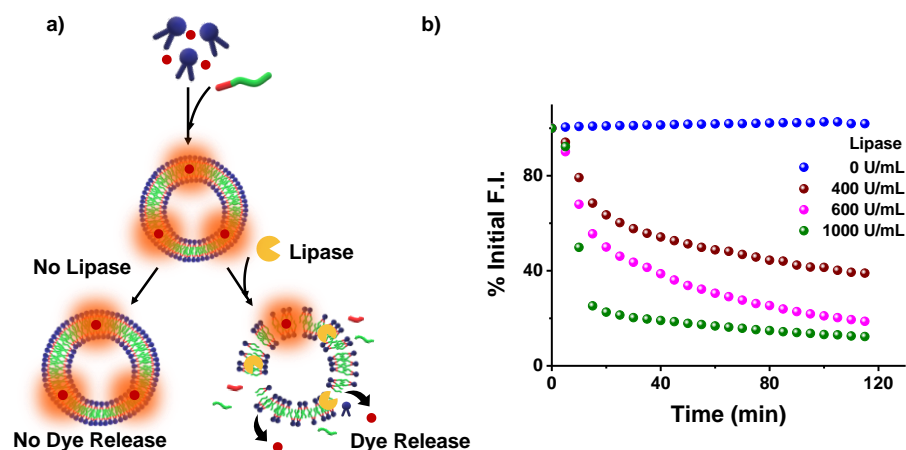 a)
No Lipase
Lipase
No Dye Release
Dye Release
b)
% Initial F.I.
80
40
0
0
40
80
120
Time (min)
Lipase
0 U/mL
400 U/mL
600 U/mL
1000 U/mL